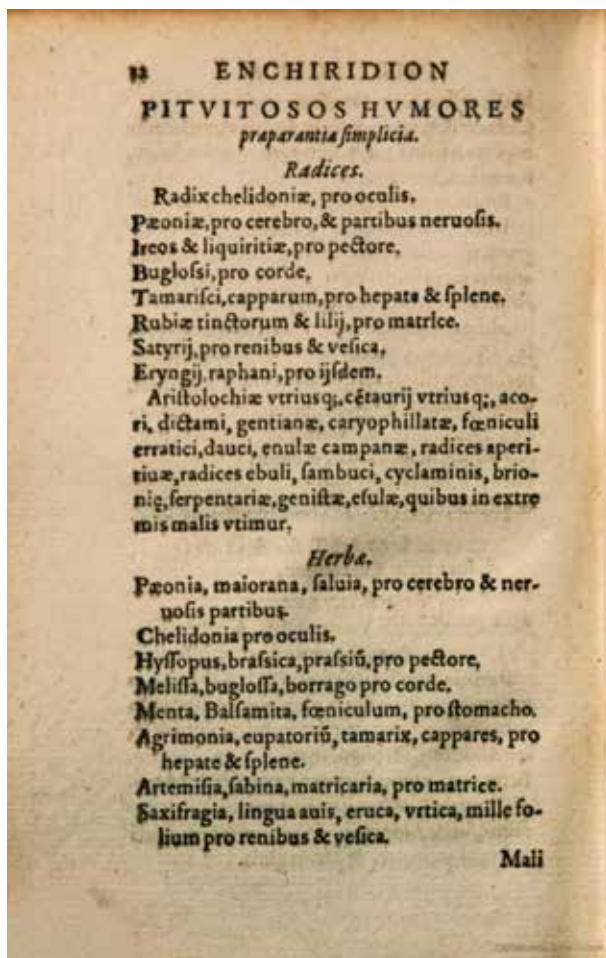 32 ENCHIRIDION
PITVITOSOS HVMORES
præparantia ſimplicia.
Radices.
Radix chelidoniæ, pro oculis.
Pæoniæ, pro cerebro, & partibus neruoſis.
Ireos & liquiritiæ, pro pectore,
Bugloſſi, pro corde,
Tamariſci, capparum, pro hepate & ſplene.
Rubiæ tinctorum & lilij, pro matrice.
Satyrij, pro renibus & veſica,
Eryngij, raphani, pro ijſdem.
Ariſtolochiæ vtriusq;, cẽtaurij vtriusq;, aco-
ri, dictami, gentianæ, caryophillatæ, fœniculi
erratici, dauci, enulæ campanæ, radices aperi-
tiuæ, radices ebuli, ſambuci, cyclaminis, brio-
nię, ſerpentariæ, geniſtæ, eſulæ, quibus in extre
mis malis vtimur.
Herbæ.
Pæonia, maiorana, ſaluia, pro cerebro & ner-
uoſis partibus.
Chelidonia pro oculis.
Hyſſopus, braſsica, praſsiũ, pro pectore,
Meliſſa, bugloſſa, borrago pro corde.
Menta, Balſamita, fœniculum, pro ſtomacho.
Agrimonia, eupatoriũ, tamarix, cappares, pro
hepate & ſplene.
Artemiſia, ſabina, matricaria, pro matrice.
Saxifragia, lingua auis, eruca, vrtica, mille fo-
lium pro renibus & veſica.
Mali